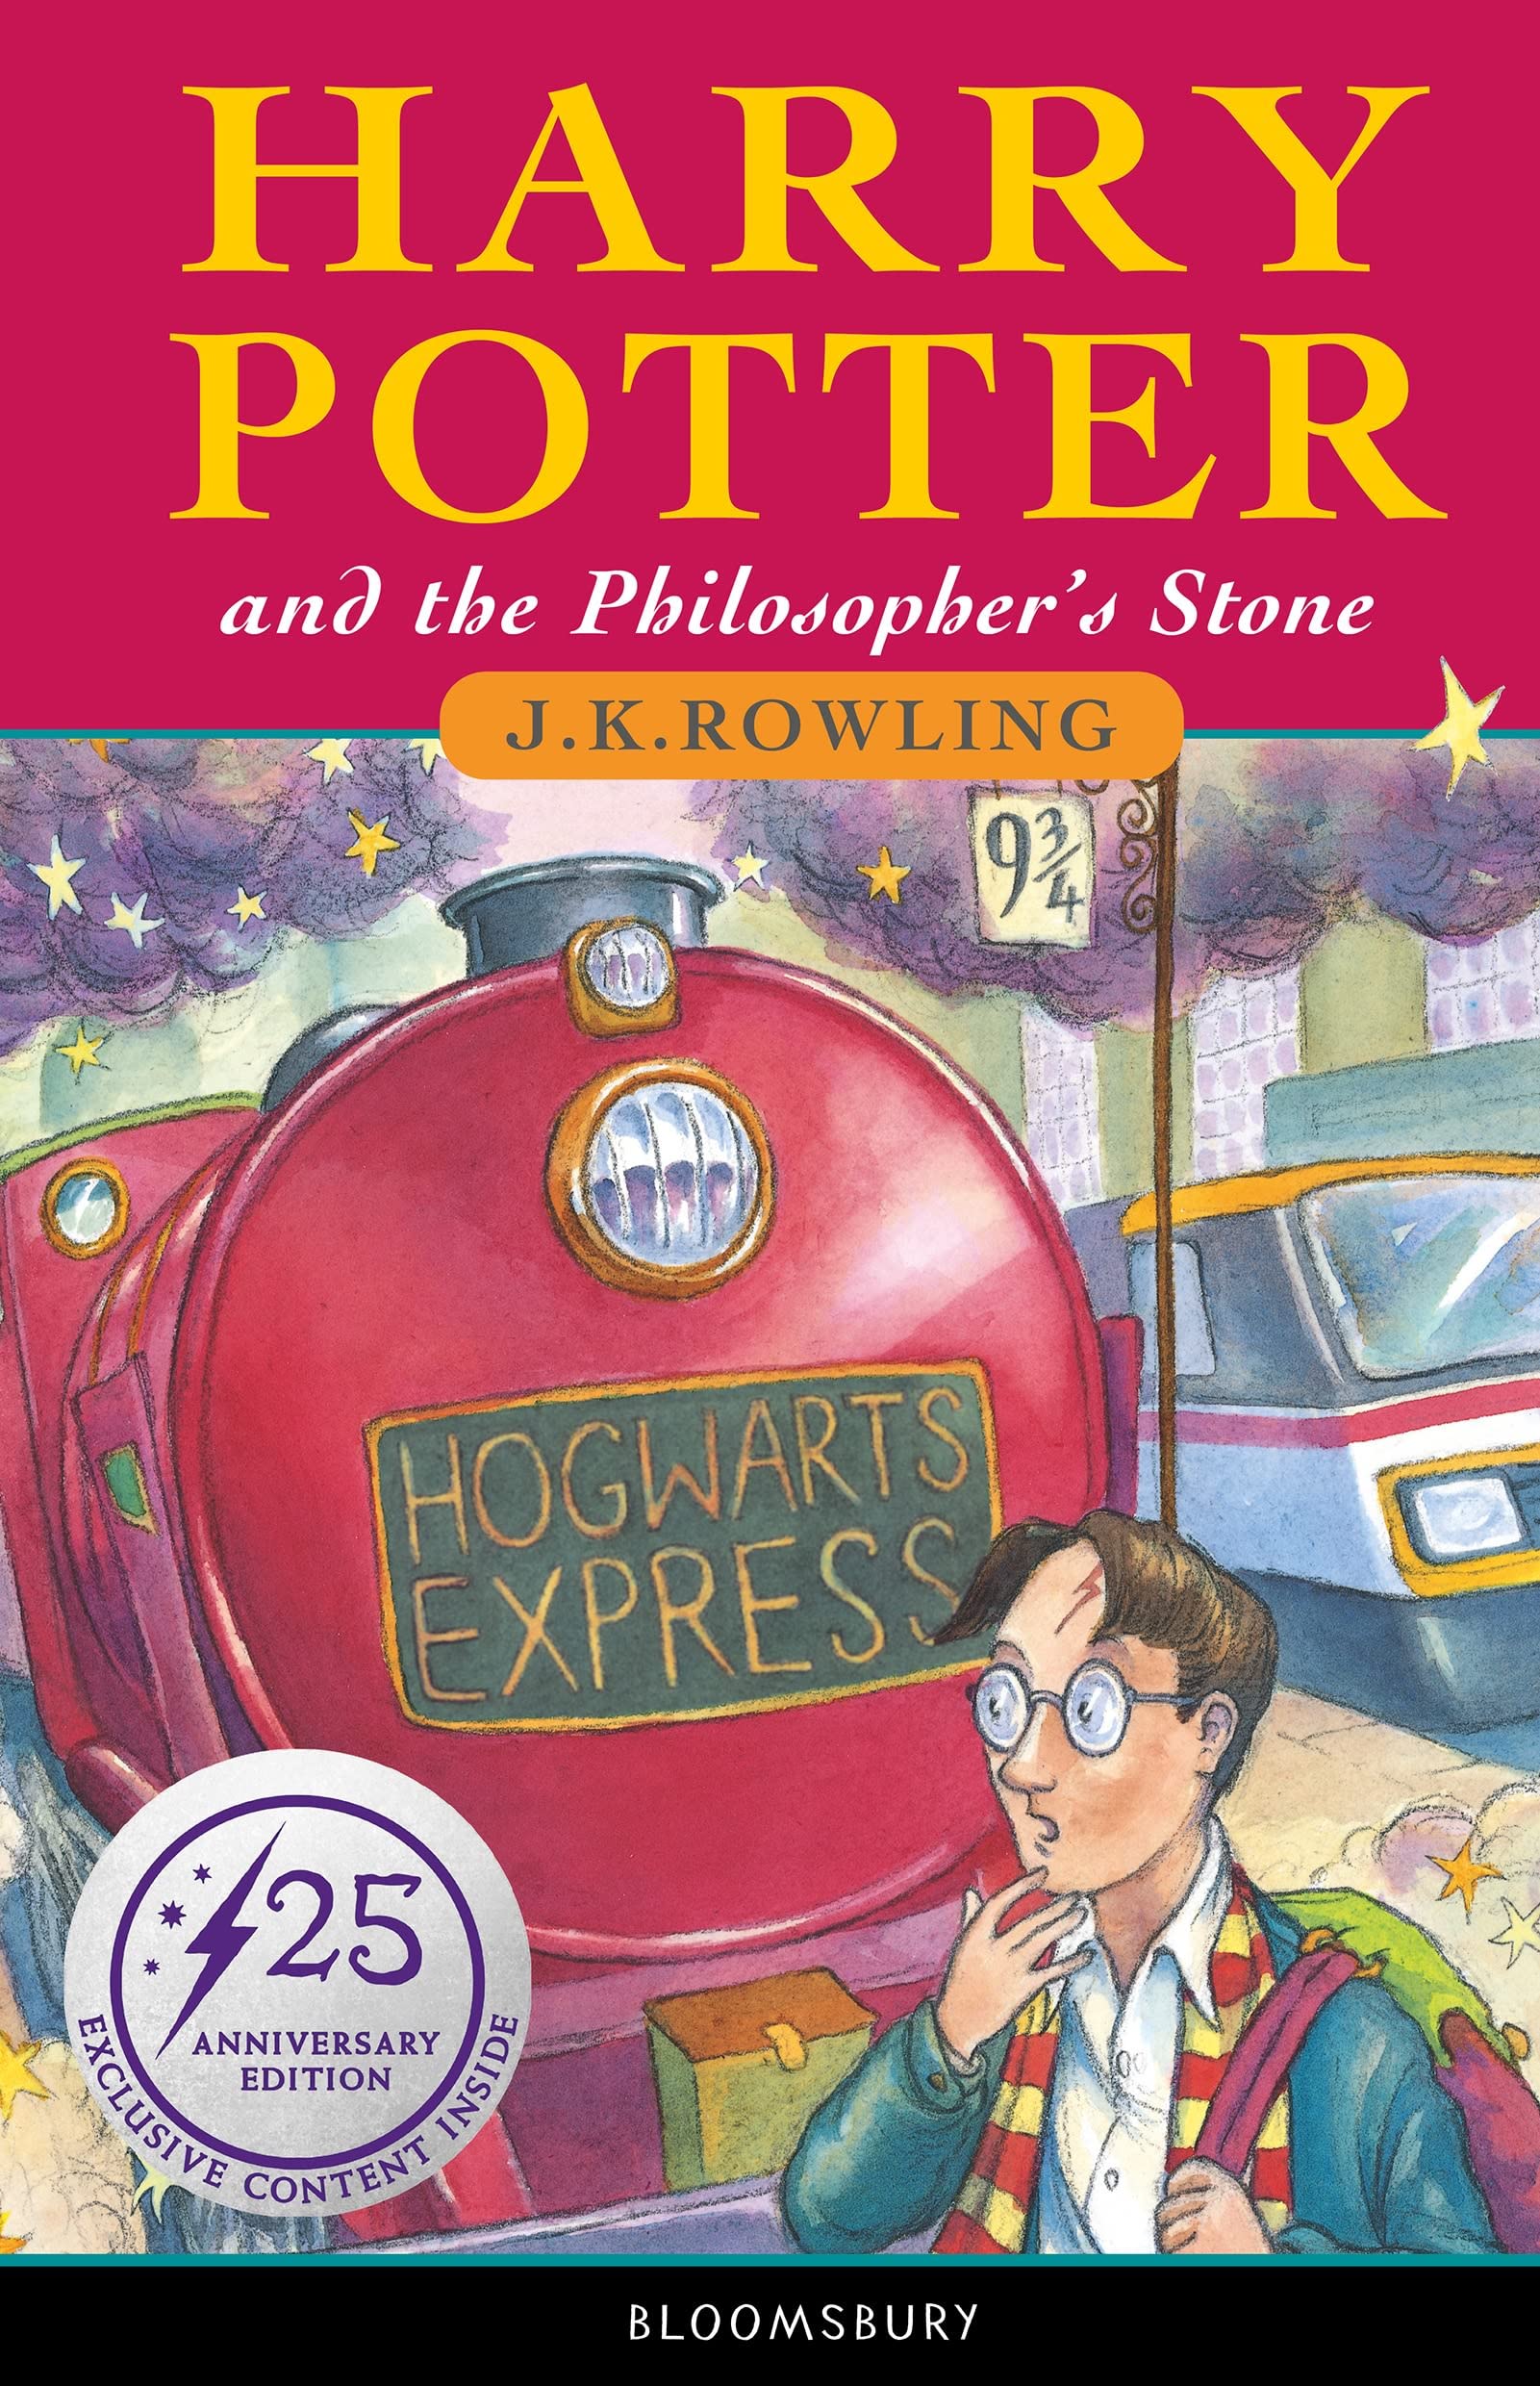 HARRY
POTTER
and the Philosopher's Stone
J.K.ROWLING
9¾
HOGWARTS
EXPRESS
25
ANNIVERSARY
EDITION
EXCLUSIVE CONTENT INSIDE
BLOOMSBURY